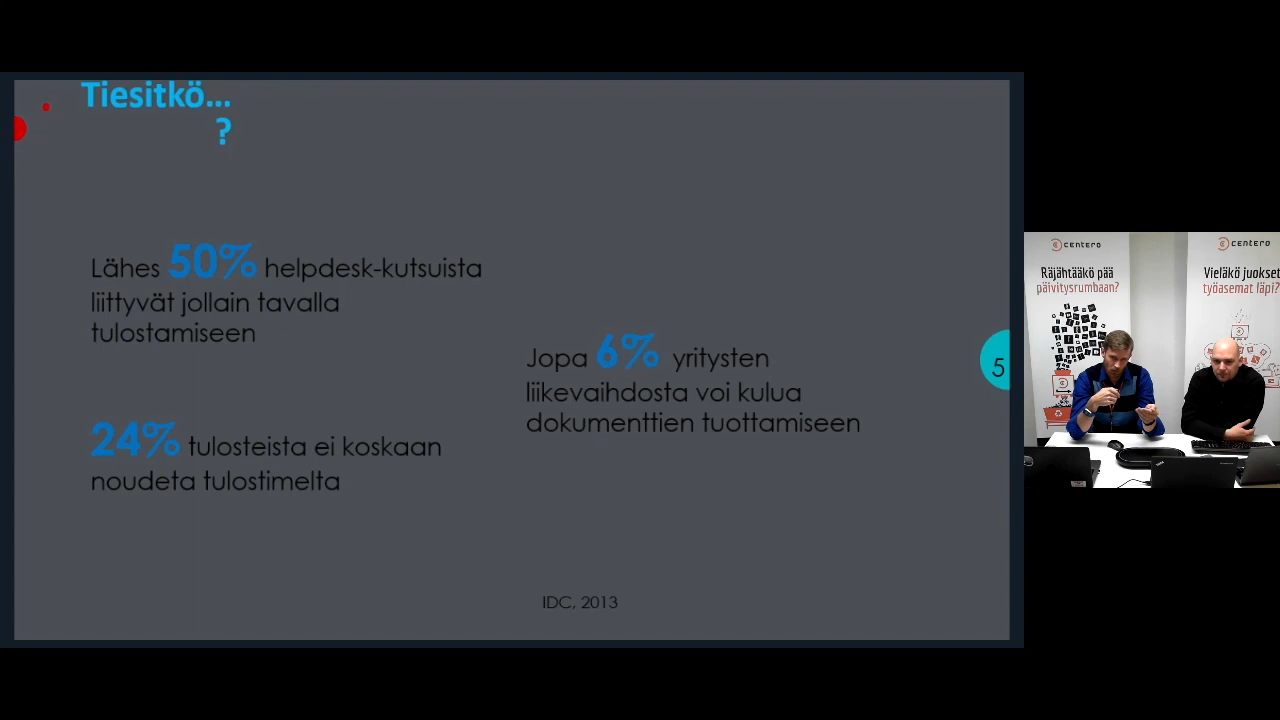 Tiesitkö...
?
Lähes 50% helpdesk-kutsuista
liittyvät jollain tavalla
tulostamiseen
24% tulosteista ei koskaan
noudeta tulostimelta
Jopa 6% yritysten
liikevaihdosta voi kulua
dokumenttien tuottamiseen
5
IDC, 2013
CENTERO
Räjähtääkö pää
päivitysrumbaan?
CENTERO
Vieläkö juokset
työasemat läpi?